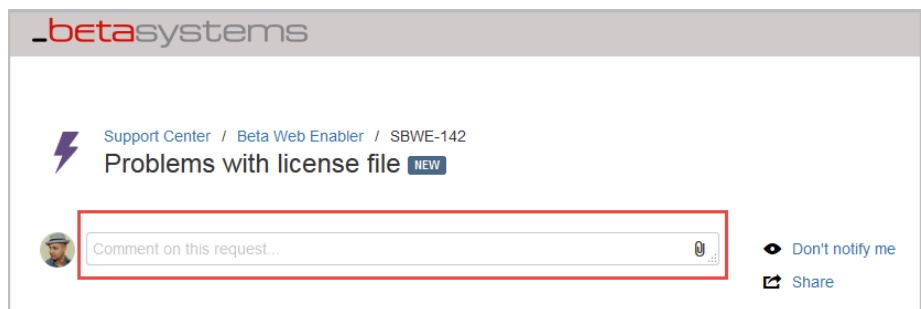 _betasystems
Support Center / Beta Web Enabler / SBWE-142
Problems with license file NEW
Comment on this request...
Don't notify me
Share